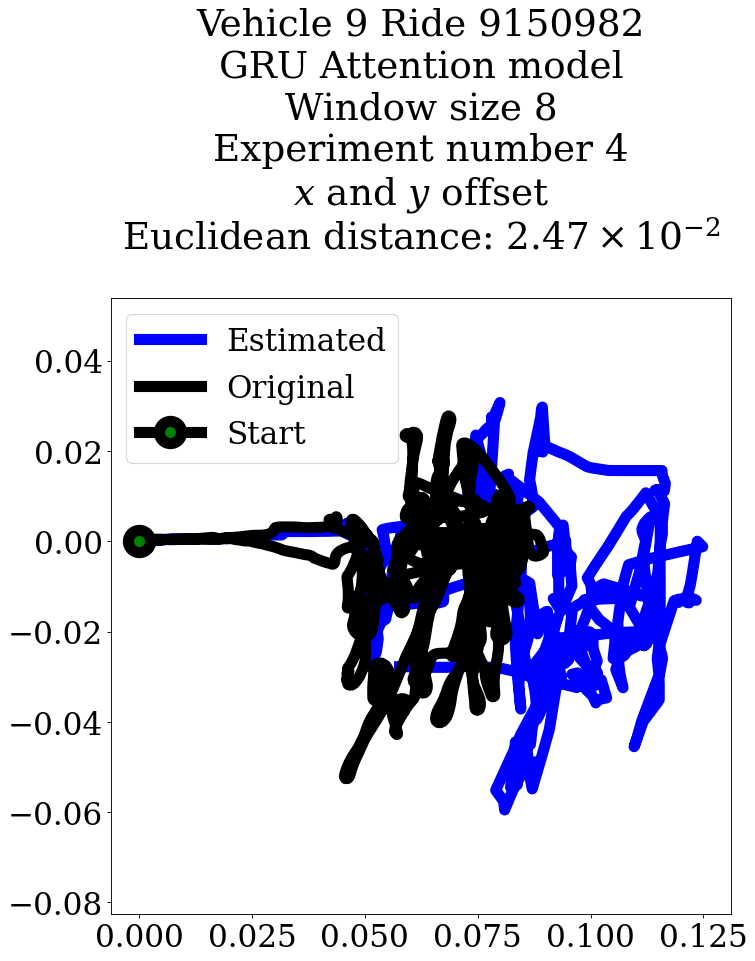 Vehicle 9 Ride 9150982
GRU Attention model
Window size 8
Experiment number 4
x and y offset
Euclidean distance: 2.47 × 10⁻²
Estimated
Original
Start
0.04
0.02
0.00
−0.02
−0.04
−0.06
−0.08
0.000 0.025 0.050 0.075 0.100 0.125